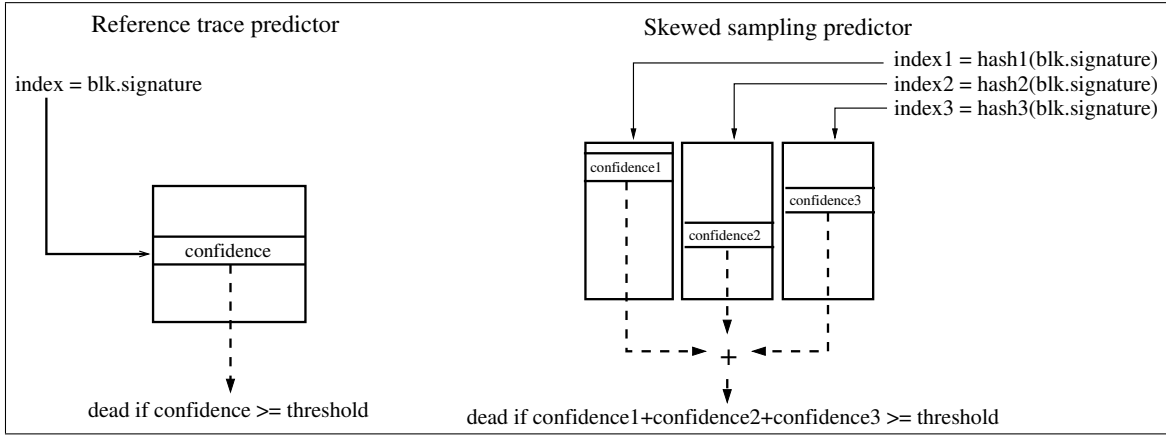 Reference trace predictor
index = blk.signature
confidence
dead if confidence >= threshold
Skewed sampling predictor
index1 = hash1(blk.signature)
index2 = hash2(blk.signature)
index3 = hash3(blk.signature)
confidence1
confidence2
confidence3
+
dead if confidence1+confidence2+confidence3 >= threshold